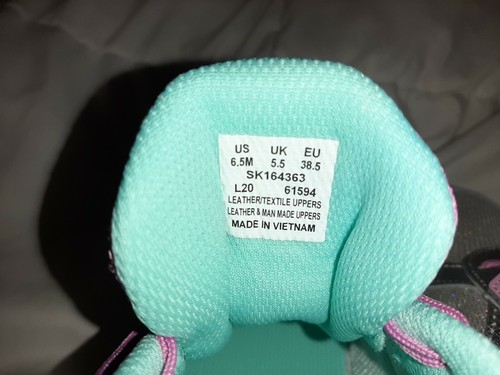 US UK EU
6.5M 5.5 38.5
SK164363
L20 61594
LEATHER/TEXTILE UPPERS
LEATHER & MAN MADE UPPERS
MADE IN VIETNAM